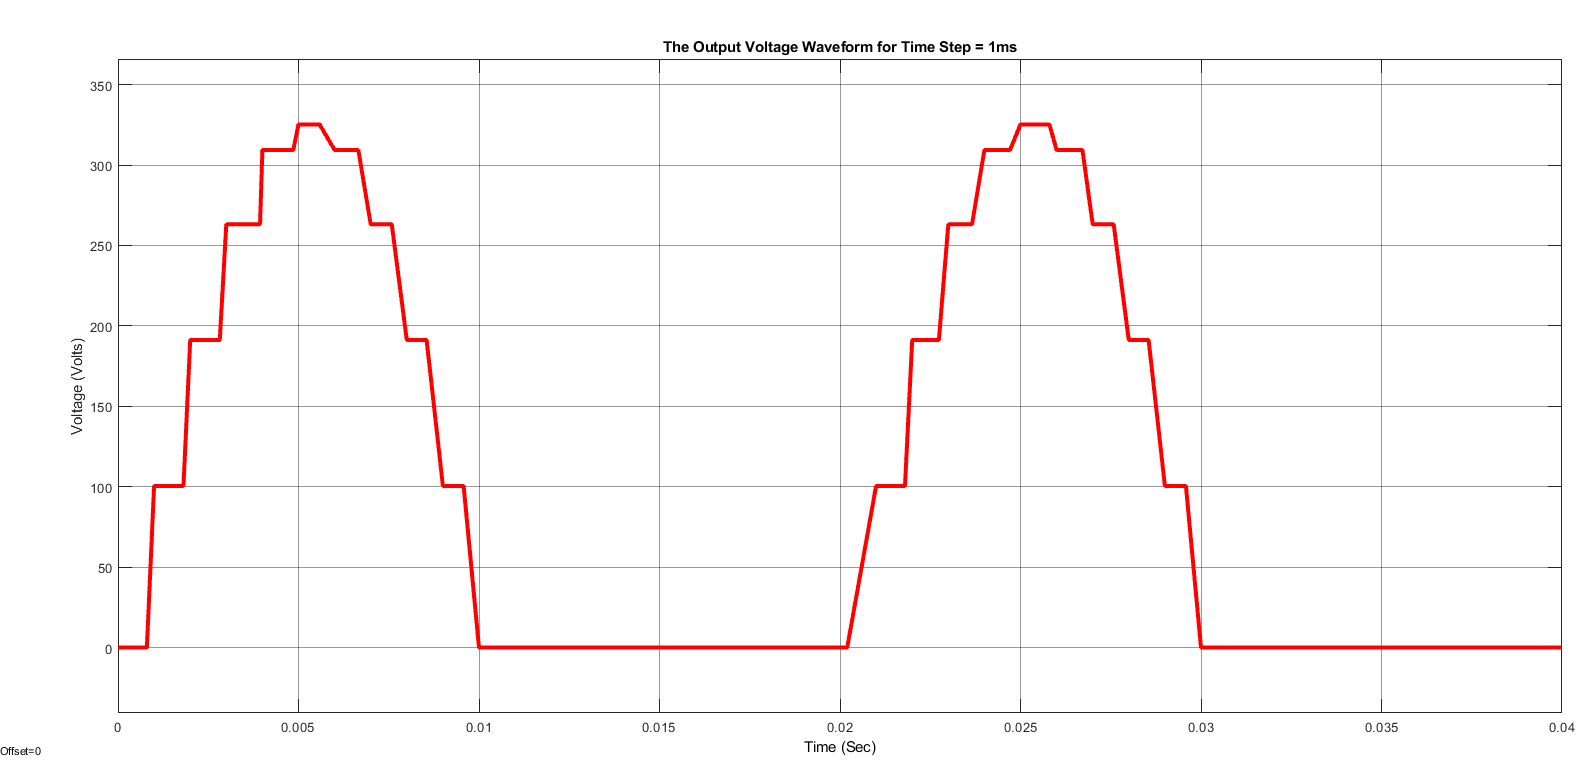 The Output Voltage Waveform for Time Step = 1ms
350
300
250
200
150
100
50
0
Voltage (Volts)
0 0.005 0.01 0.015 0.02 0.025 0.03 0.035 0.04
Time (Sec)
Offset=0